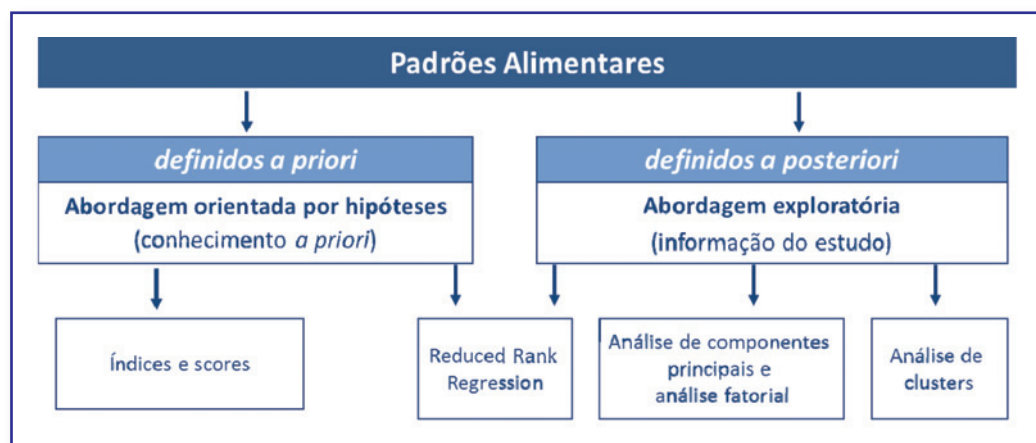 Padrões Alimentares
definidos a priori
Abordagem orientada por hipóteses
(conhecimento a priori)
definidos a posteriori
Abordagem exploratória
(informação do estudo)
Índices e scores
Reduced Rank
Regression
Análise de componentes
principais e
análise fatorial
Análise de
clusters